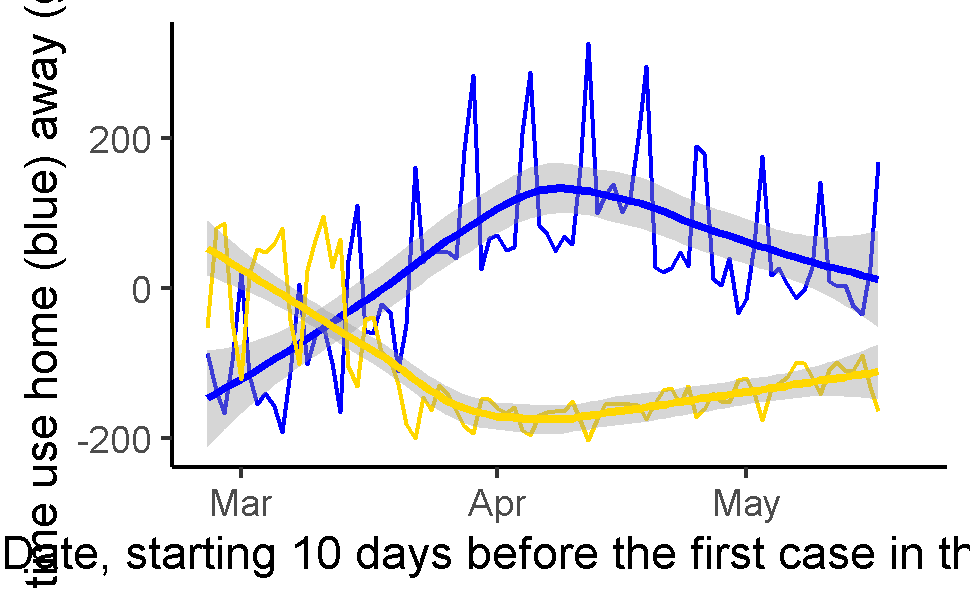 time use home (blue) away (
200
0
-200
Mar Apr May
Date, starting 10 days before the first case in